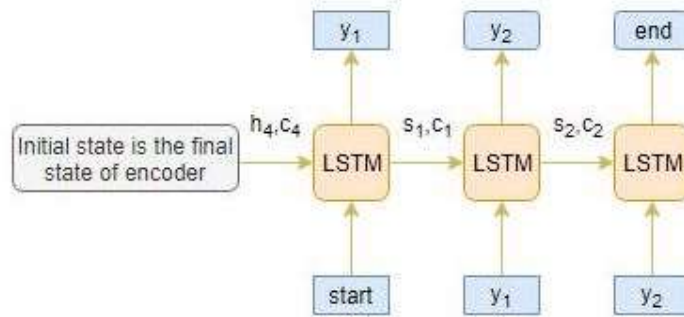 y₁
y₂
end
h₄,c₄
s₁,c₁
s₂,c₂
Initial state is the final
state of encoder
LSTM
LSTM
LSTM
start
y₁
y₂